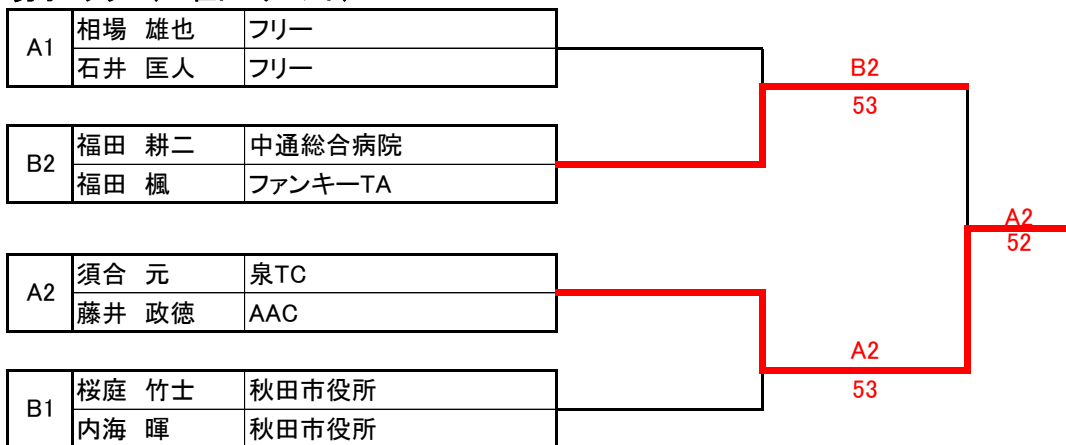 A1 相場 雄也 フリー
石井 匡人 フリー
B2
53
B2 福田 耕二 中通総合病院
福田 楓 ファンキーTA
A2
52
A2 須合 元 泉TC
藤井 政徳 AAC
A2
53
B1 桜庭 竹士 秋田市役所
内海 暉 秋田市役所